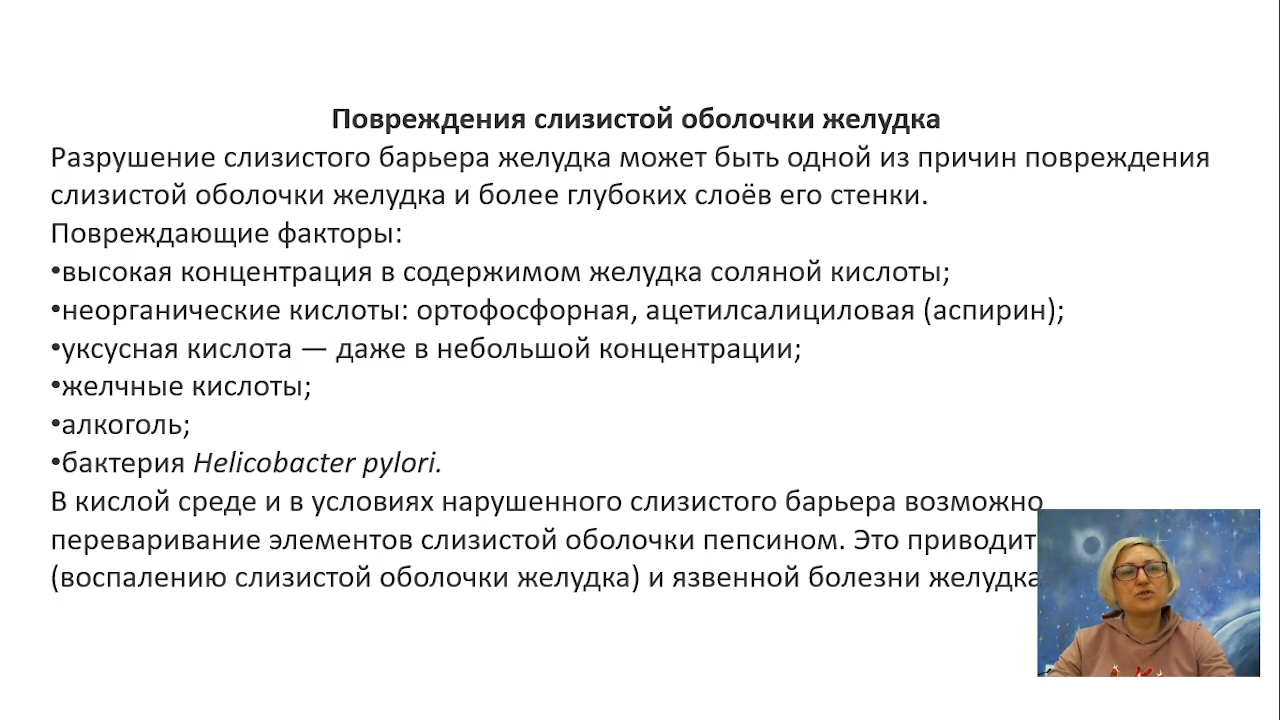 Повреждения слизистой оболочки желудка
Разрушение слизистого барьера желудка может быть одной из причин повреждения
слизистой оболочки желудка и более глубоких слоёв его стенки.
Повреждающие факторы:
•высокая концентрация в содержимом желудка соляной кислоты;
•неорганические кислоты: ортофосфорная, ацетилсалициловая (аспирин);
•уксусная кислота — даже в небольшой концентрации;
•желчные кислоты;
•алкоголь;
•бактерия Helicobacter pylori.
В кислой среде и в условиях нарушенного слизистого барьера возможно
переваривание элементов слизистой оболочки пепсином. Это приводит
(воспалению слизистой оболочки желудка) и язвенной болезни желудка